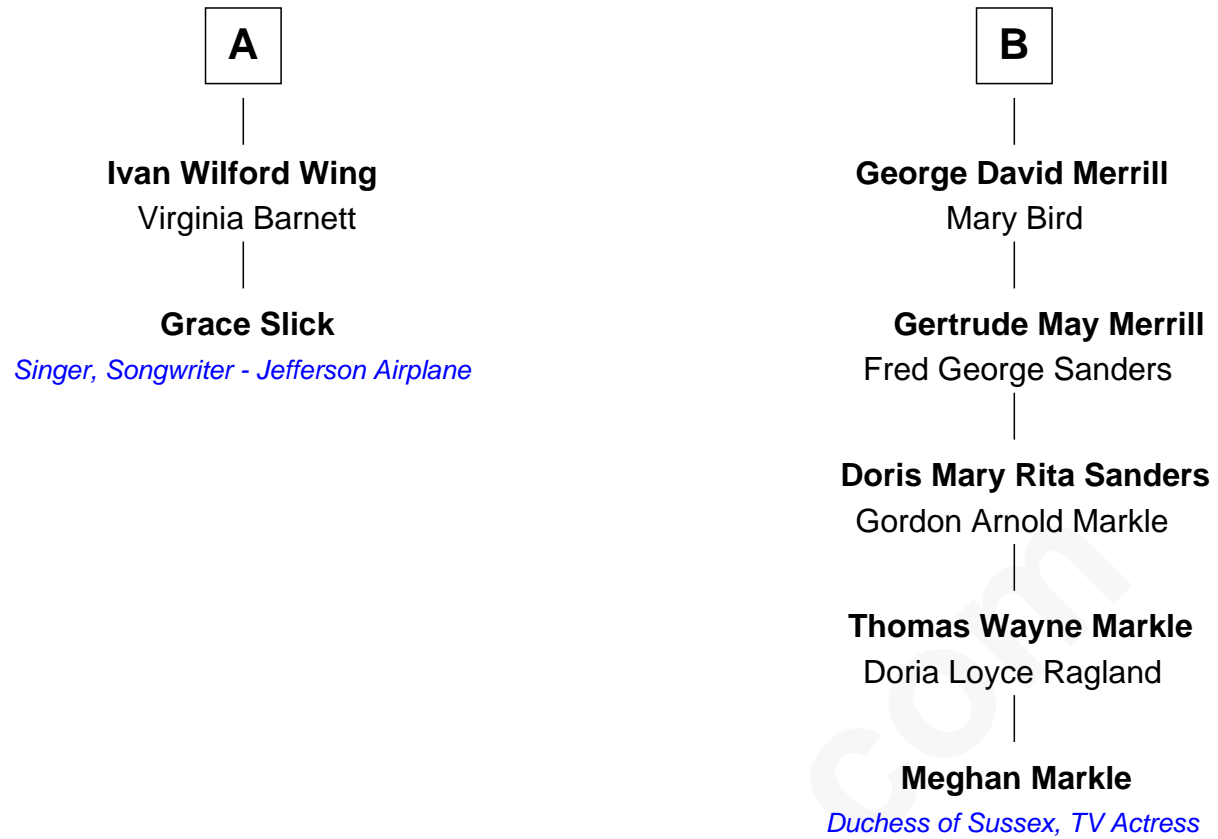 A
Ivan Wilford Wing
Virginia Barnett
Grace Slick
Singer, Songwriter - Jefferson Airplane
B
George David Merrill
Mary Bird
Gertrude May Merrill
Fred George Sanders
Doris Mary Rita Sanders
Gordon Arnold Markle
Thomas Wayne Markle
Doria Loyce Ragland
Meghan Markle
Duchess of Sussex, TV Actress
com